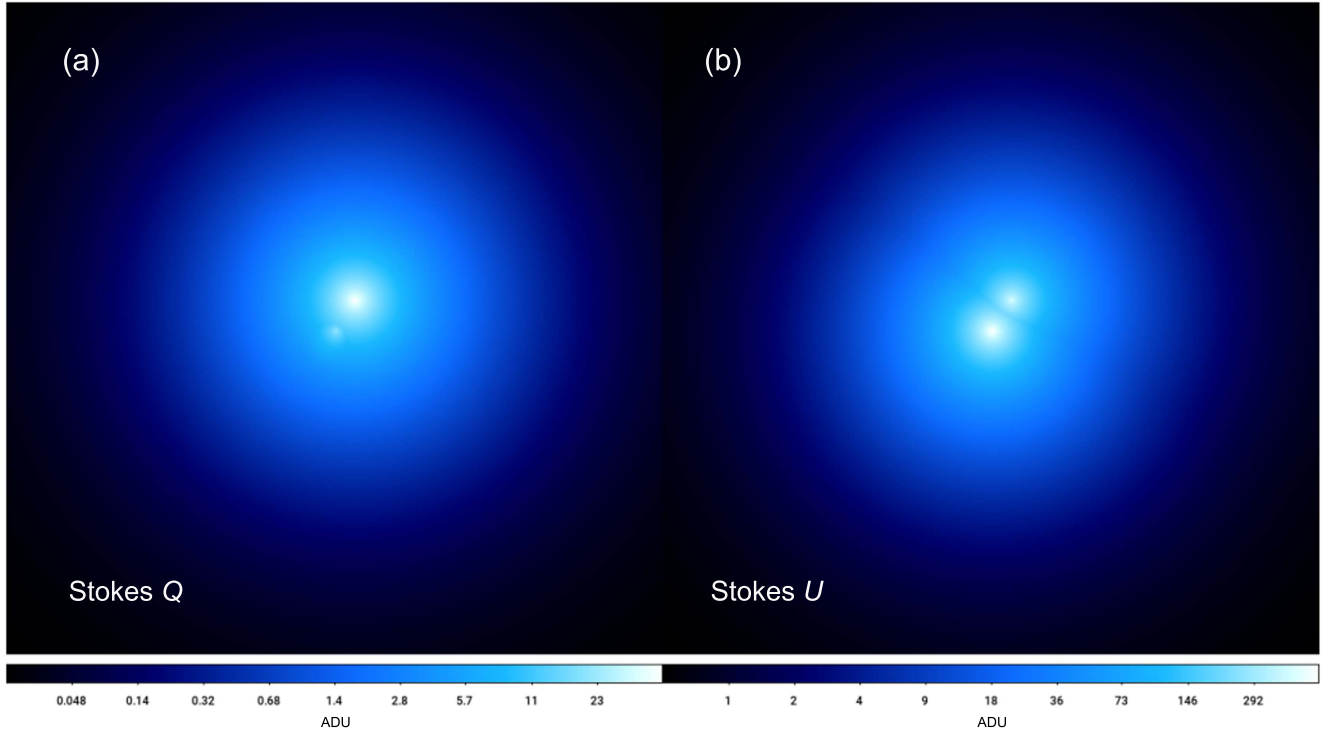 (a)
(b)
Stokes Q
Stokes U
0.048 0.14 0.32 0.68 1.4 2.8 5.7 11 23
1 2 4 9 18 36 73 146 292
ADU
ADU